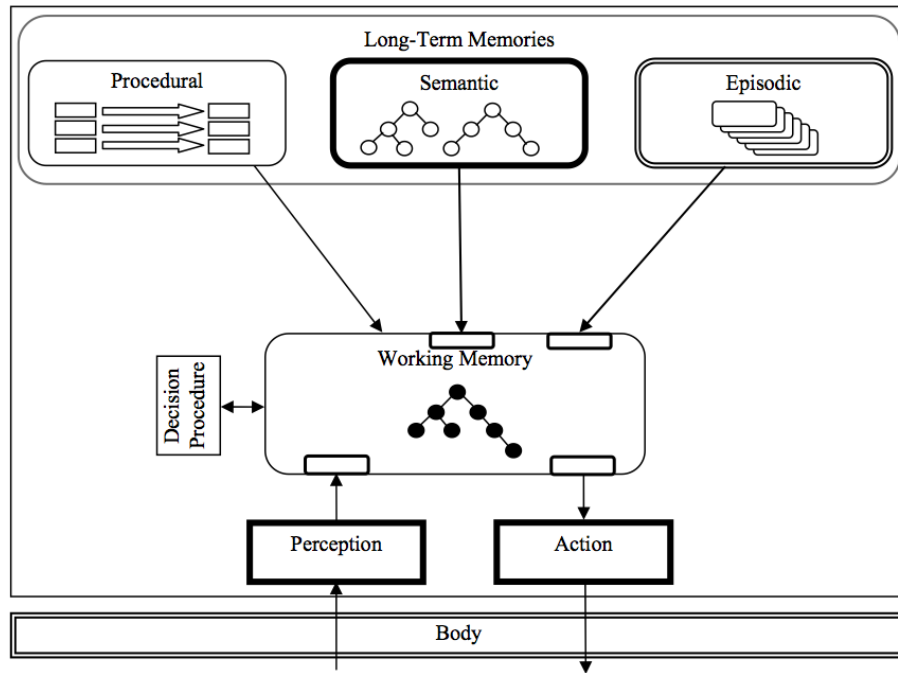 Long-Term Memories
Procedural
Semantic
Episodic
Working Memory
Decision
Procedure
Perception
Action
Body